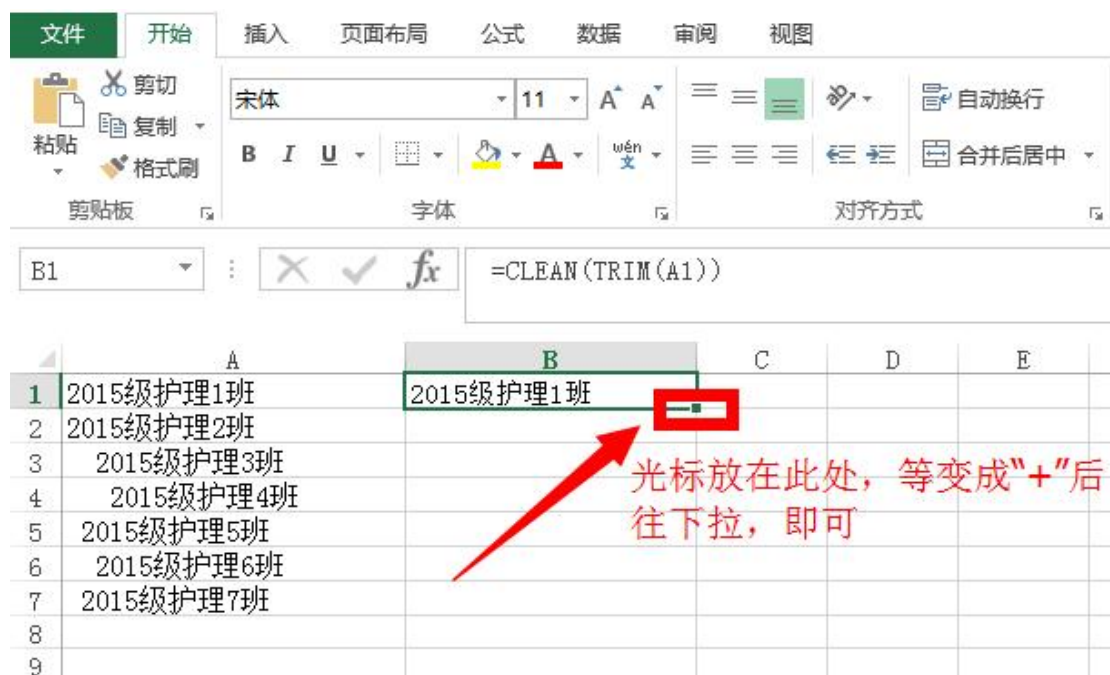 文件 开始 插入 页面布局 公式 数据 审阅 视图
剪切
宋体 11 A A 自动换行
复制
粘贴
B I U A wén 文 合并后居中
格式刷
剪贴板 字体 对齐方式
B1 fx =CLEAN(TRIM(A1))
A B C D E
1 2015级护理1班 2015级护理1班
2 2015级护理2班
3 2015级护理3班
光标放在此处，等变成“+”后
4 2015级护理4班
往下拉，即可
5 2015级护理5班
6 2015级护理6班
7 2015级护理7班
8
9